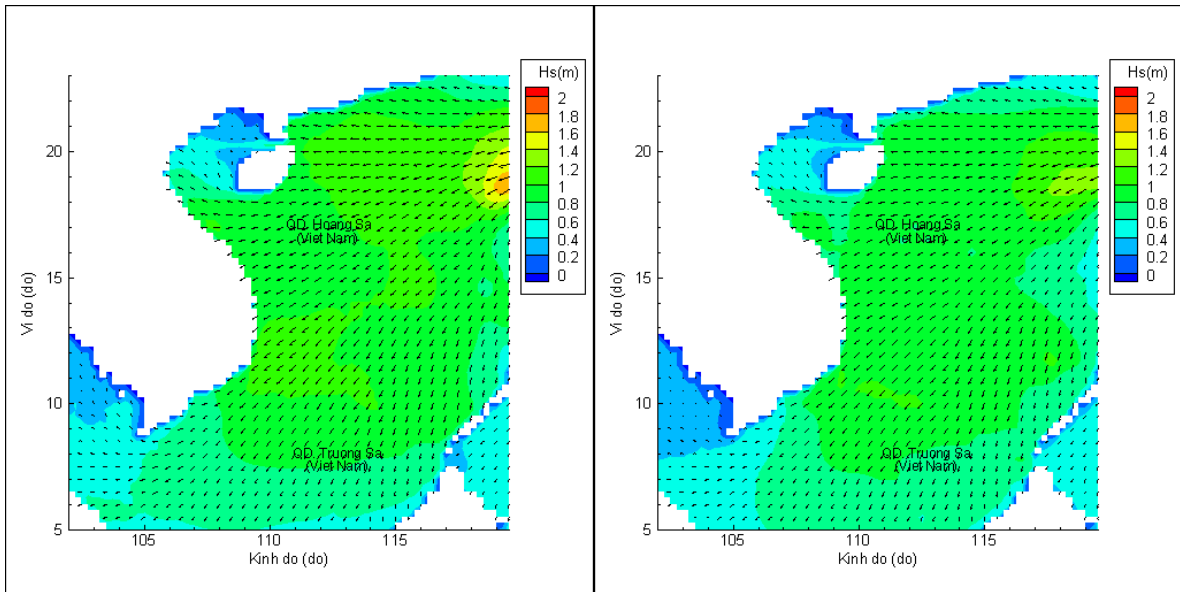 Hs(m)
2
1.8
1.6
1.4
1.2
1
0.8
0.6
0.4
0.2
0
20
15
10
5
Vi do (do)
QD. Hoang Sa
(Viet Nam)
QD. Truong Sa
(Viet Nam)
105
110
115
Kinh do (do)
Hs(m)
2
1.8
1.6
1.4
1.2
1
0.8
0.6
0.4
0.2
0
20
15
10
5
Vi do (do)
QD. Hoang Sa
(Viet Nam)
QD. Truong Sa
(Viet Nam)
105
110
115
Kinh do (do)